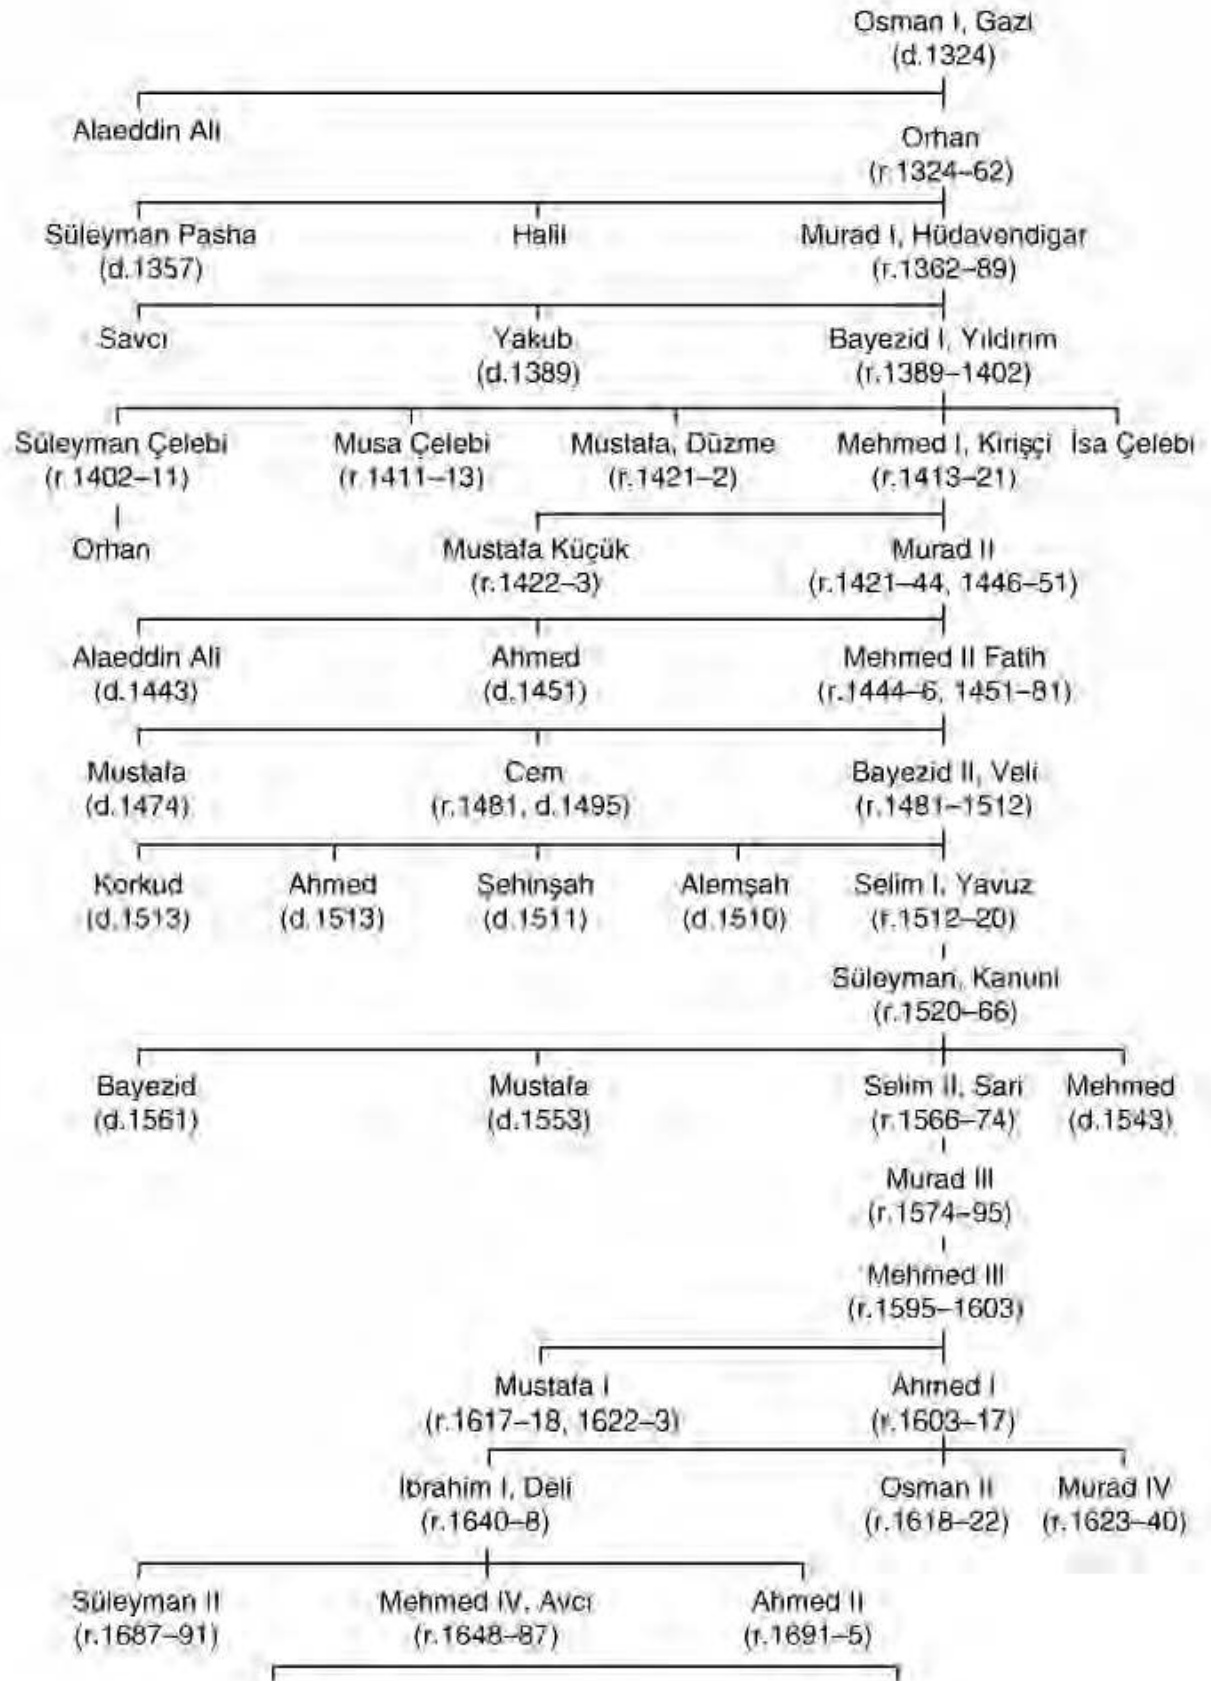 Osman I, Gazi
(d.1324)
Alaeddin Ali
Orhan
(r.1324–62)
Süleyman Pasha
(d.1357)
Halil
Murad I, Hüdavendigar
(r.1362–89)
Savcı
Yakub
(d.1389)
Bayezid I, Yıldırım
(r.1389–1402)
Süleyman Çelebi
(r.1402–11)
Musa Çelebi
(r.1411–13)
Mustafa, Düzme
(r.1421–2)
Mehmed I, Kirişçi
(r.1413–21)
İsa Çelebi
Orhan
Mustafa Küçük
(r.1422–3)
Murad II
(r.1421–44, 1446–51)
Alaeddin Ali
(d.1443)
Ahmed
(d.1451)
Mehmed II Fatih
(r.1444–6, 1451–81)
Mustafa
(d.1474)
Cem
(r.1481, d.1495)
Bayezid II, Veli
(r.1481–1512)
Korkud
(d.1513)
Ahmed
(d.1513)
Şehinşah
(d.1511)
Alemşah
(d.1510)
Selim I, Yavuz
(r.1512–20)
Süleyman, Kanuni
(r.1520–66)
Bayezid
(d.1561)
Mustafa
(d.1553)
Selim II, Sari
(r.1566–74)
Mehmed
(d.1543)
Murad III
(r.1574–95)
Mehmed III
(r.1595–1603)
Mustafa I
(r.1617–18, 1622–3)
Ahmed I
(r.1603–17)
Ibrahim I, Deli
(r.1640–8)
Osman II
(r.1618–22)
Murad IV
(r.1623–40)
Süleyman II
(r.1687–91)
Mehmed IV, Avcı
(r.1648–87)
Ahmed II
(r.1691–5)